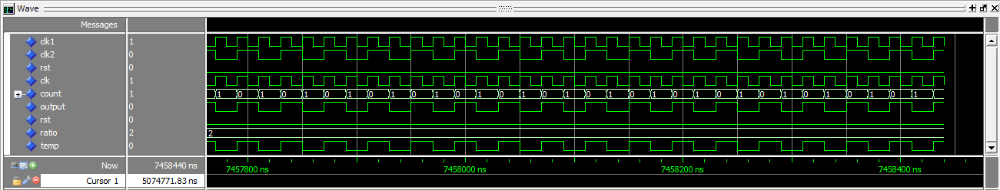 Wave
Messages
clk1 1
clk2 0
rst 0
clk 1
count 1 1 0 1 0 1 0 1 0 1 0 1 0 1 0 1 0 1 0 1 0 1 0 1 0 1 0 1 0 1 0 1 0 1
output 0
rst 0
ratio 2 2
temp 0
Now 7458440 ns 7457800 ns 7458000 ns 7458200 ns 7458400 ns
Cursor 1 5074771.83 ns